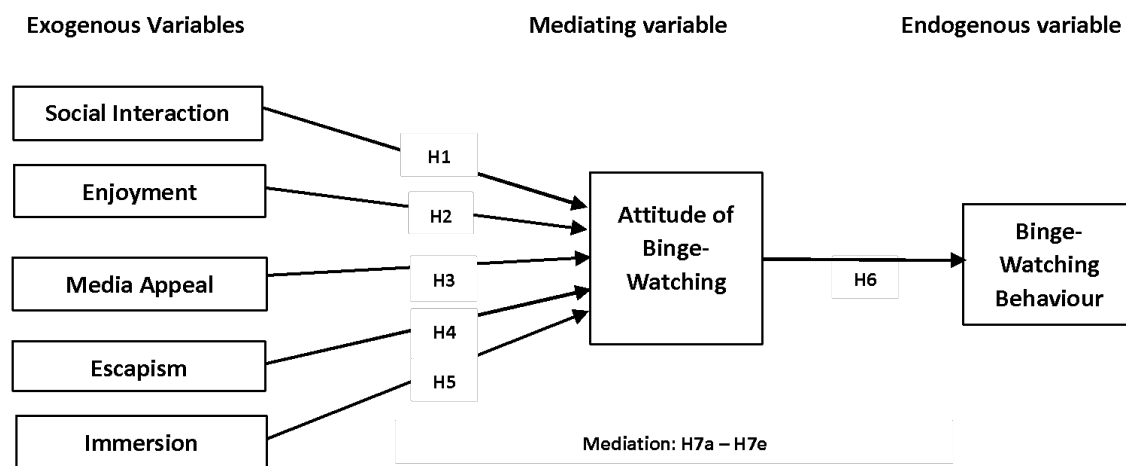 Exogenous Variables
Mediating variable
Endogenous variable
Social Interaction
H1
Enjoyment
H2
Attitude of
Binge-
Watching
Binge-
Watching
Behaviour
Media Appeal
H3
H6
H4
Escapism
H5
Immersion
Mediation: H7a – H7e